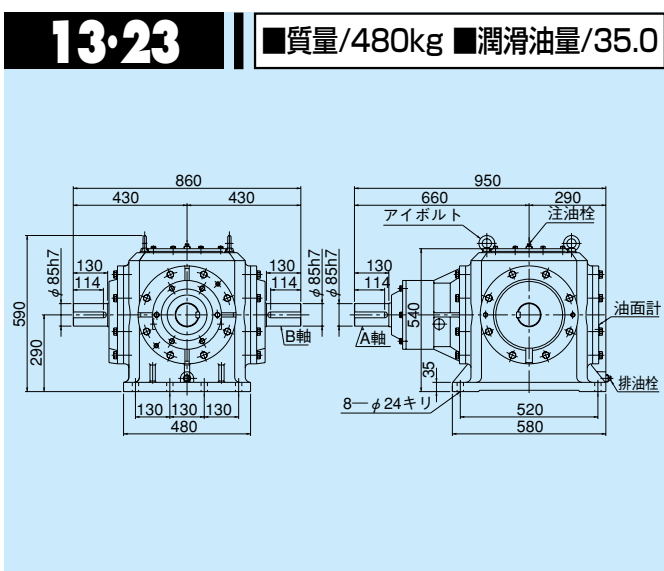 13・23
■質量/480kg ■潤滑油量/35.0
860
430 430
130 114
φ85h7
590
290
130 114
φ85h7
B軸
130 130 130
480
950
660 290
アイボルト
注油栓
130 114
φ85h7
A軸
540
35
油面計
排油栓
8—φ24キリ
520
580